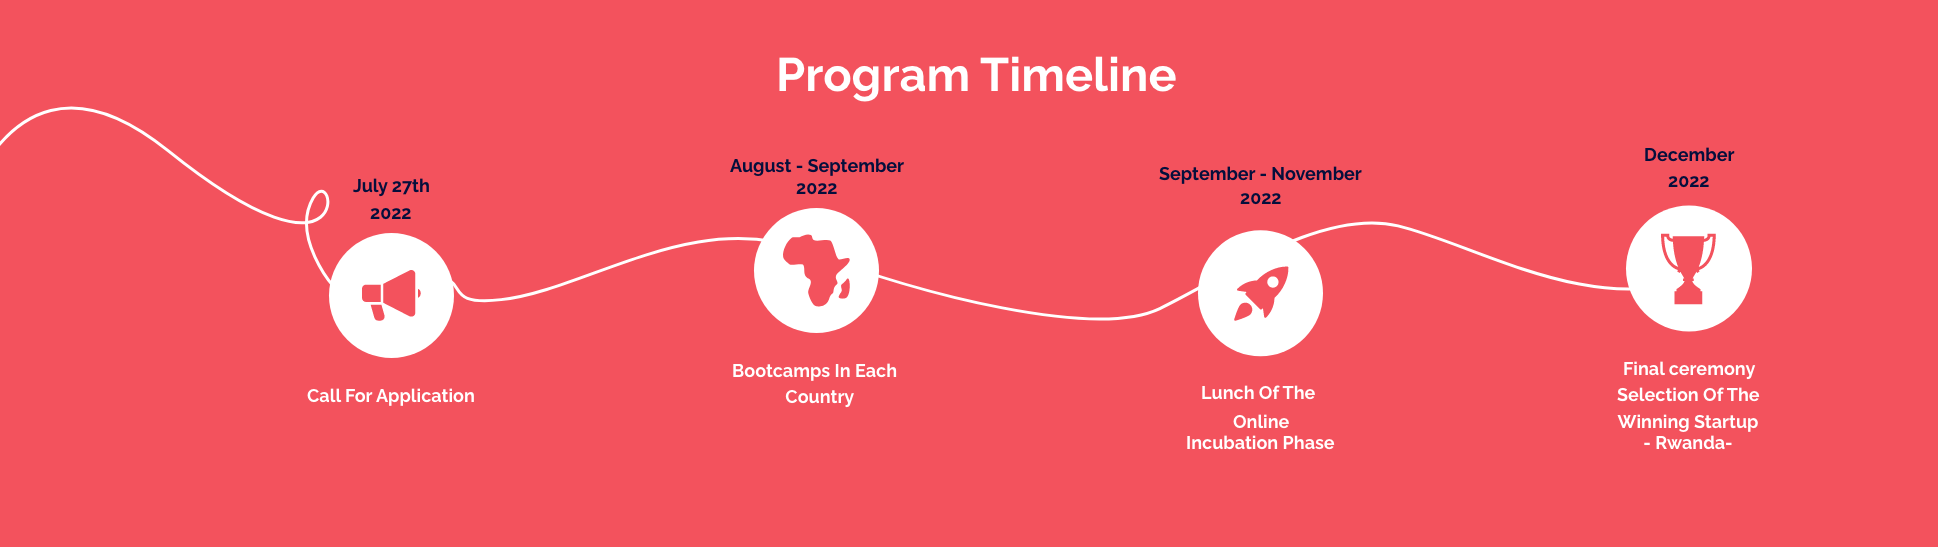 Program Timeline
July 27th
2022
Call For Application
August - September
2022
Bootcamps In Each
Country
September - November
2022
Lunch Of The
Online
Incubation Phase
December
2022
Final ceremony
Selection Of The
Winning Startup
- Rwanda-